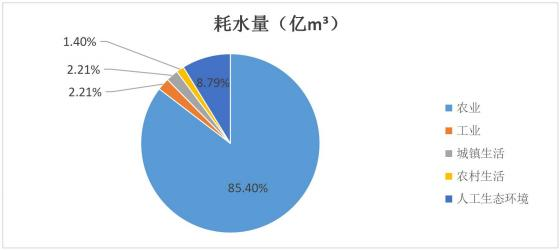 耗水量（亿m³）
1.40%
2.21%
2.21%
8.79%
85.40%
农业
工业
城镇生活
农村生活
人工生态环境